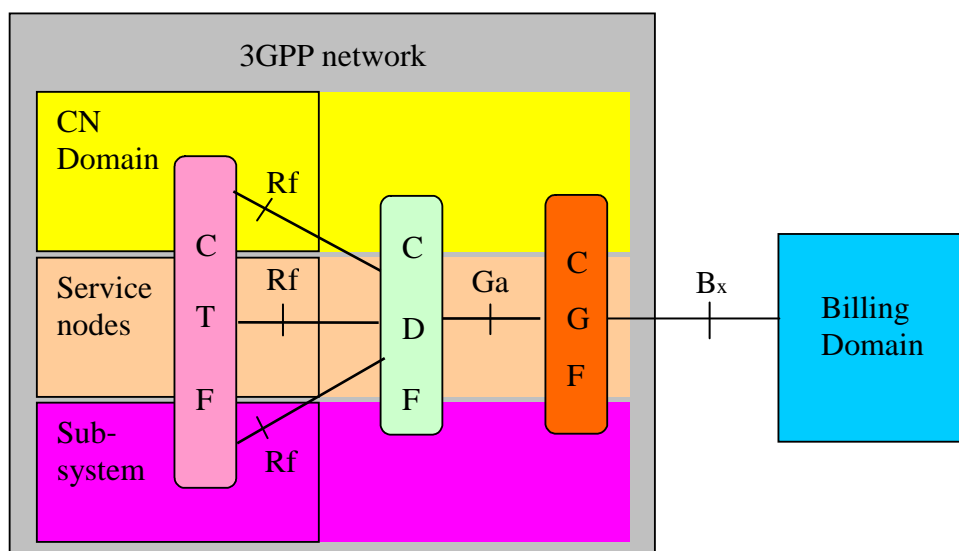 3GPP network
CN
Domain
Rf
C
T
F
C
D
F
C
G
F
Service
nodes
Rf
Ga
Bx
Billing
Domain
Sub-
system
Rf